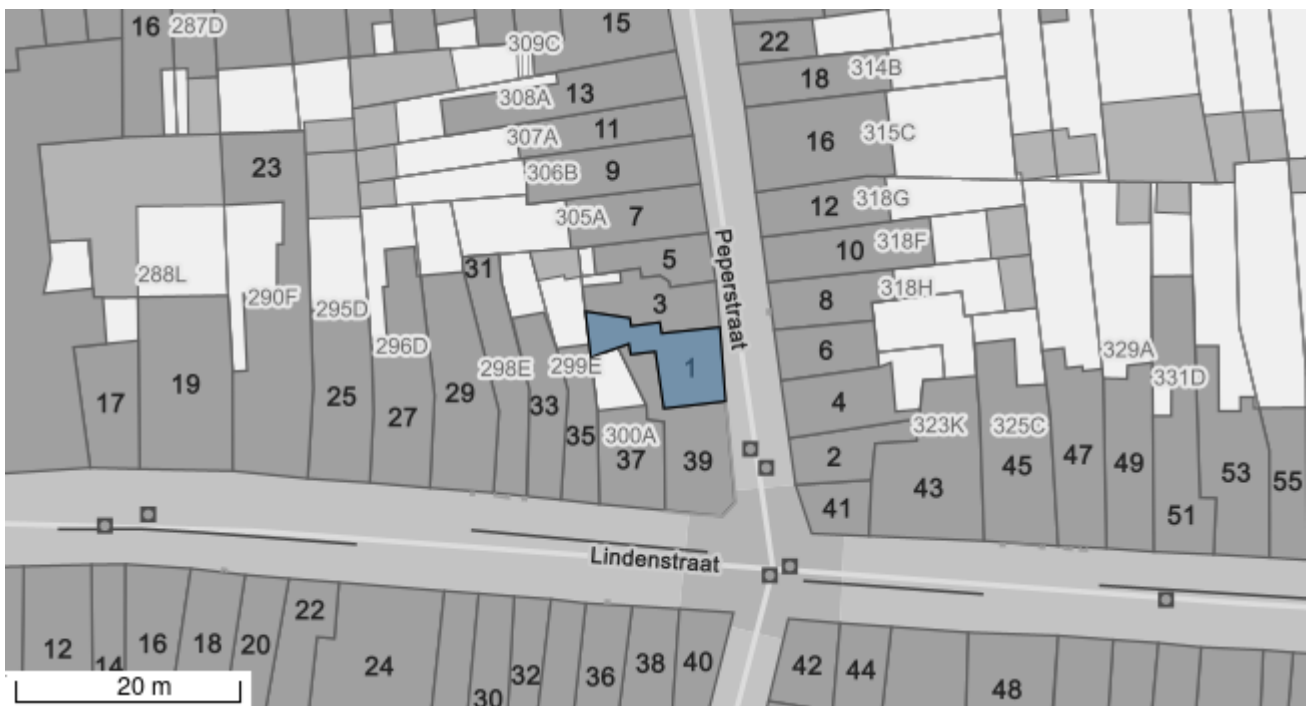 16
287D
309C
15
22
18
314B
308A
13
307A
11
16
315C
306B
9
23
305A
7
12
318G
Peperstraat
5
10
318F
288L
290F
31
295D
3
8
318H
296D
298E
299E
1
6
329A
331D
17
19
25
27
29
33
35
4
300A
37
39
2
323K
43
325C
45
47
49
51
53
55
41
Lindenstraat
12
14
16
18
20
22
24
30
32
36
38
40
42
44
48
20 m